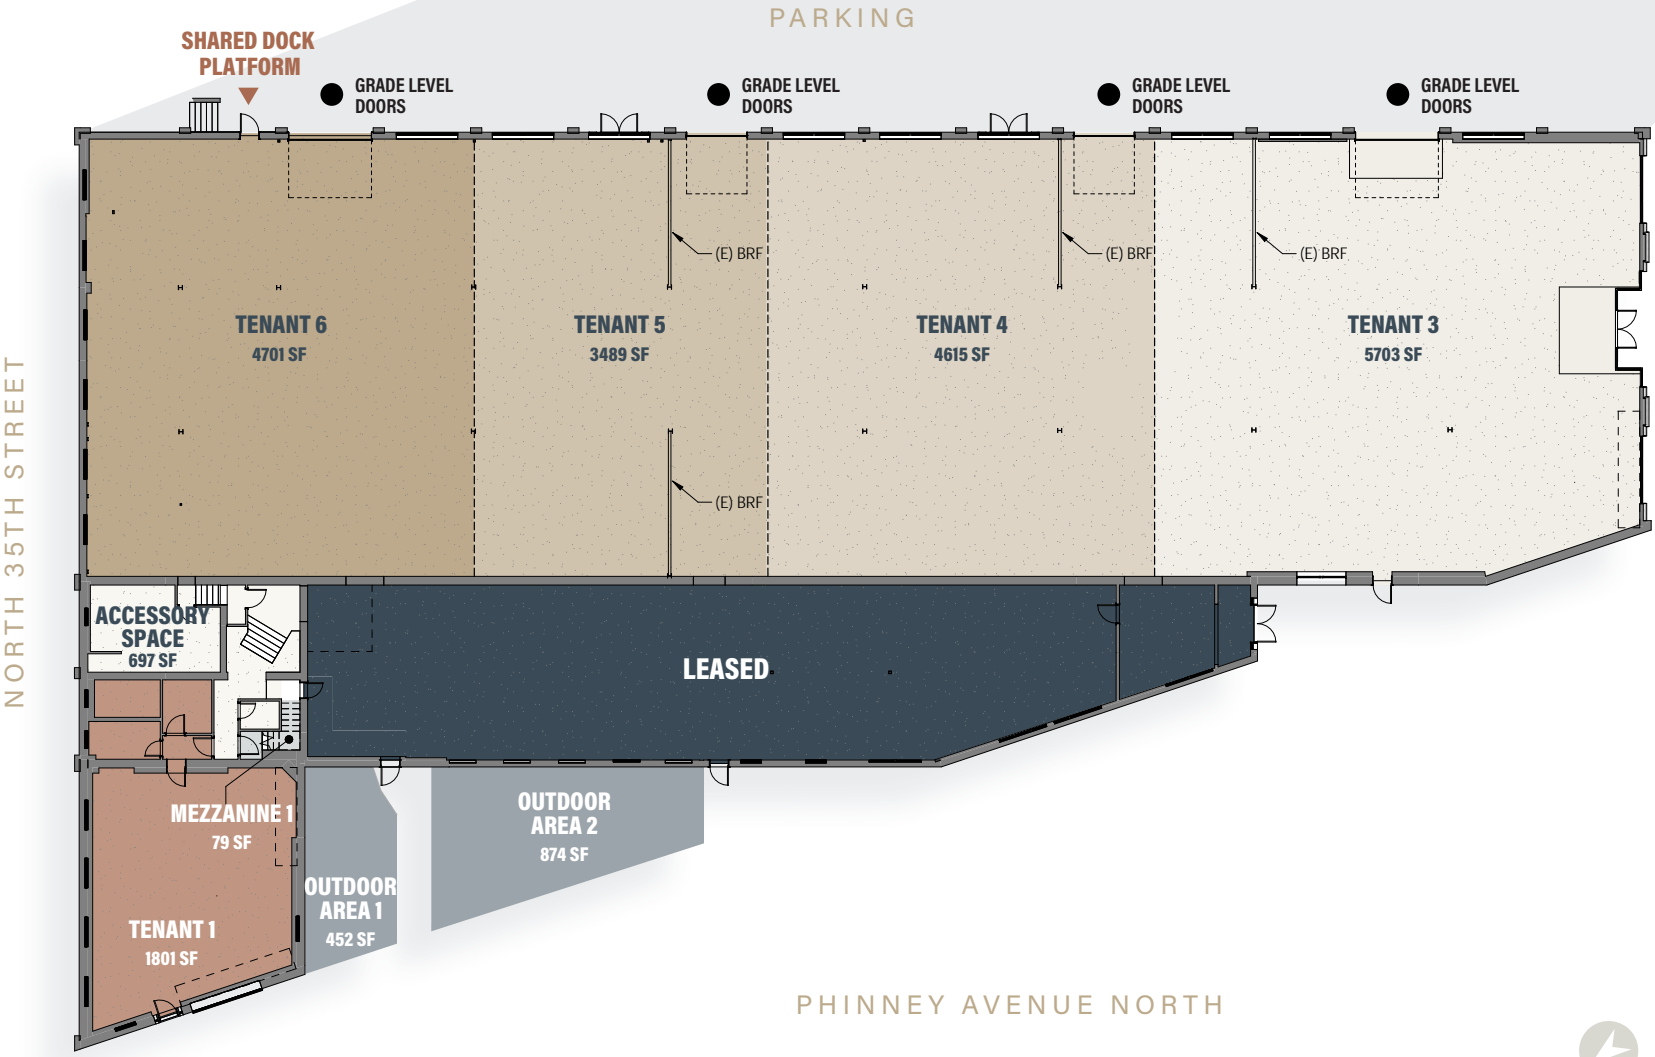 PARKING
SHARED DOCK
PLATFORM
GRADE LEVEL
DOORS
GRADE LEVEL
DOORS
GRADE LEVEL
DOORS
GRADE LEVEL
DOORS
(E) BRF
(E) BRF
(E) BRF
TENANT 6
4701 SF
TENANT 5
3489 SF
TENANT 4
4615 SF
TENANT 3
5703 SF
(E) BRF
NORTH 35TH STREET
ACCESSORY
SPACE
697 SF
LEASED
MEZZANINE 1
79 SF
OUTDOOR
AREA 2
874 SF
OUTDOOR
AREA 1
452 SF
TENANT 1
1801 SF
PHINNEY AVENUE NORTH